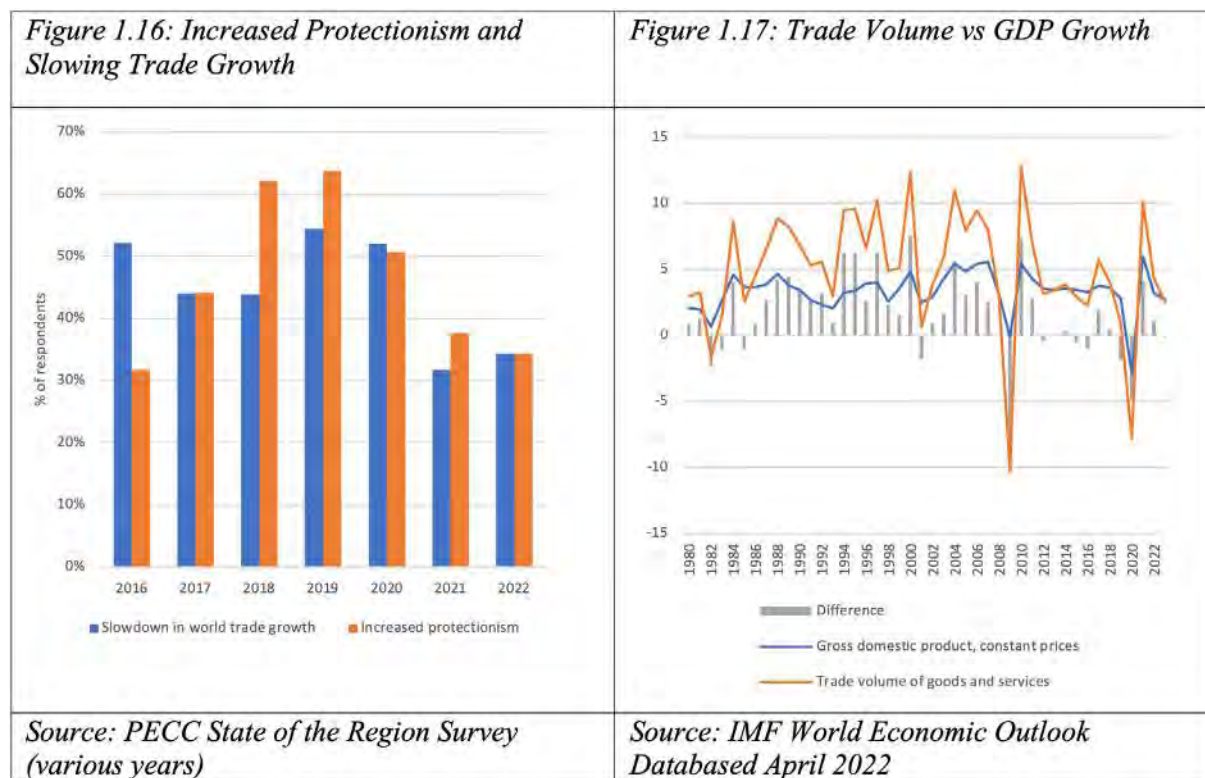 Figure 1.16: Increased Protectionism and
Slowing Trade Growth
70%
60%
50%
40%
30%
20%
10%
0%
% of respondents
2016 2017 2018 2019 2020 2021 2022
Slowdown in world trade growth Increased protectionism
Source: PECC State of the Region Survey
(various years)
Figure 1.17: Trade Volume vs GDP Growth
15
10
5
0
-5
-10
-15
1980 1982 1984 1986 1988 1990 1992 1994 1996 1998 2000 2002 2004 2006 2008 2010 2012 2014 2016 2018 2020 2022
Difference
Gross domestic product, constant prices
Trade volume of goods and services
Source: IMF World Economic Outlook
Databased April 2022